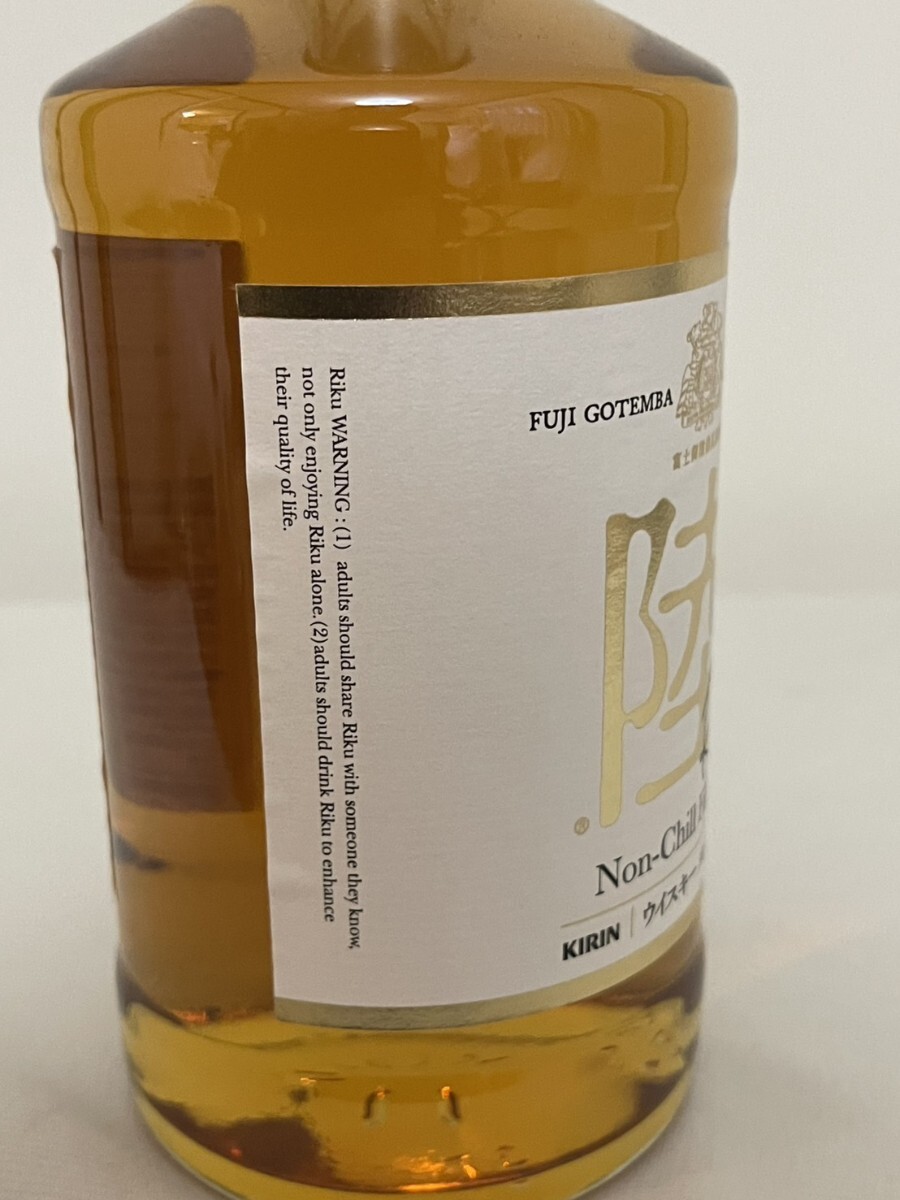 Riku WARNING : (1) adults should share Riku with someone they know,
not only enjoying Riku alone. (2)adults should drink Riku to enhance
their quality of life.
FUJI GOTEMBA
陸
®
Non-Chill
KIRIN | ウイスキー